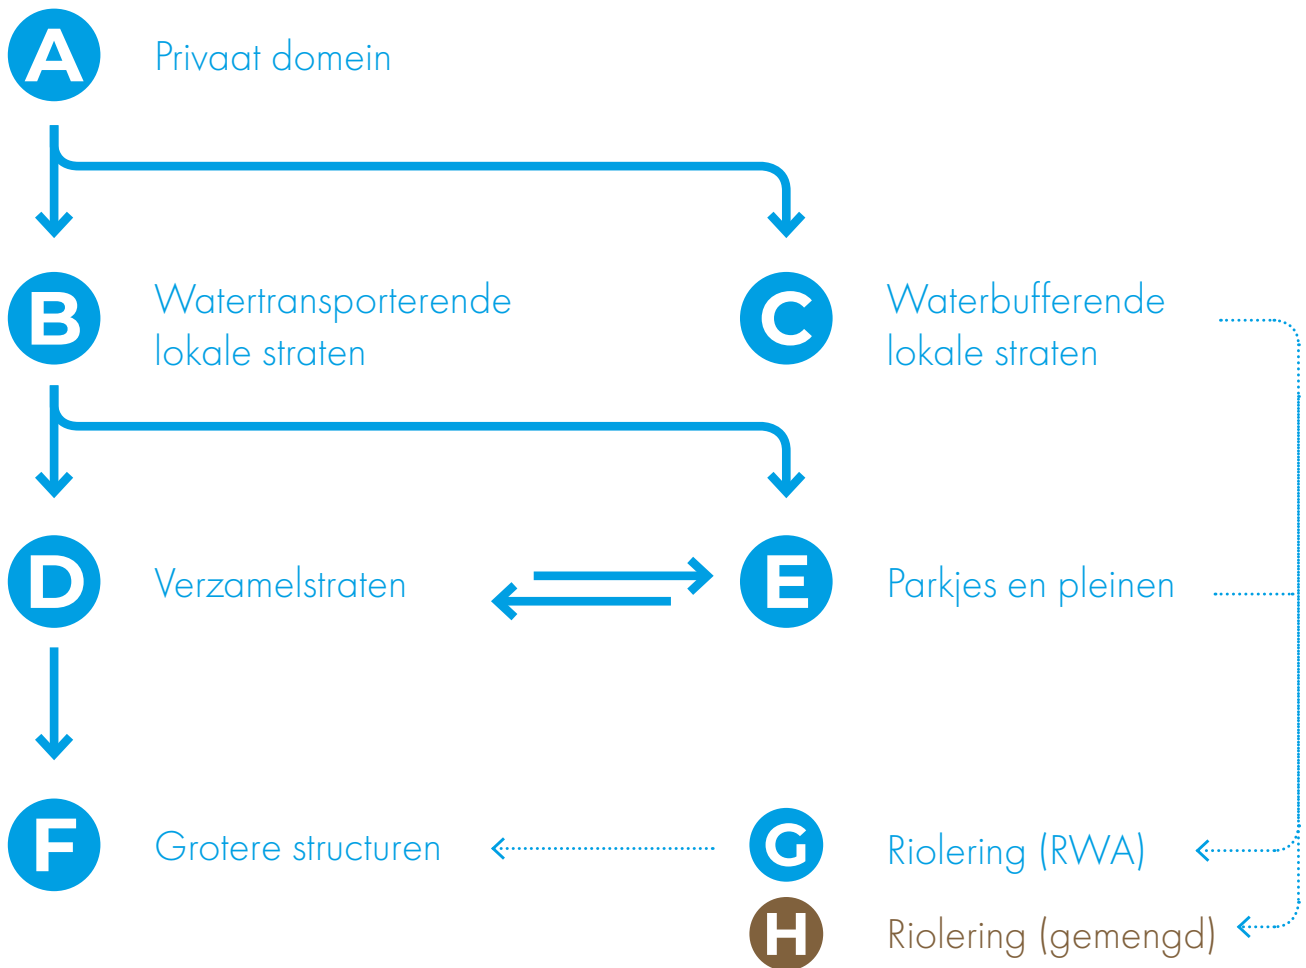 A Privaat domein
B Watertransporterende
lokale straten
C Waterbufferende
lokale straten
D Verzamelstraten
E Parkjes en pleinen
F Grotere structuren
G Riolering (RWA)
H Riolering (gemengd)